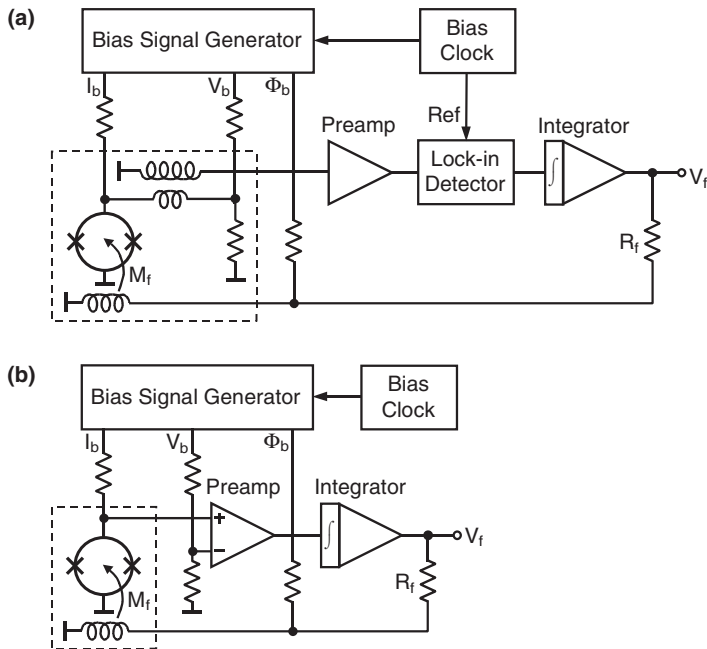 (a)
Bias Signal Generator
Bias
Clock
I_b
V_b
Φ_b
Ref
Preamp
Integrator
Lock-in
Detector
∫
V_f
R_f
M_f
(b)
Bias Signal Generator
Bias
Clock
I_b
V_b
Φ_b
Preamp
Integrator
+
−
∫
V_f
R_f
M_f